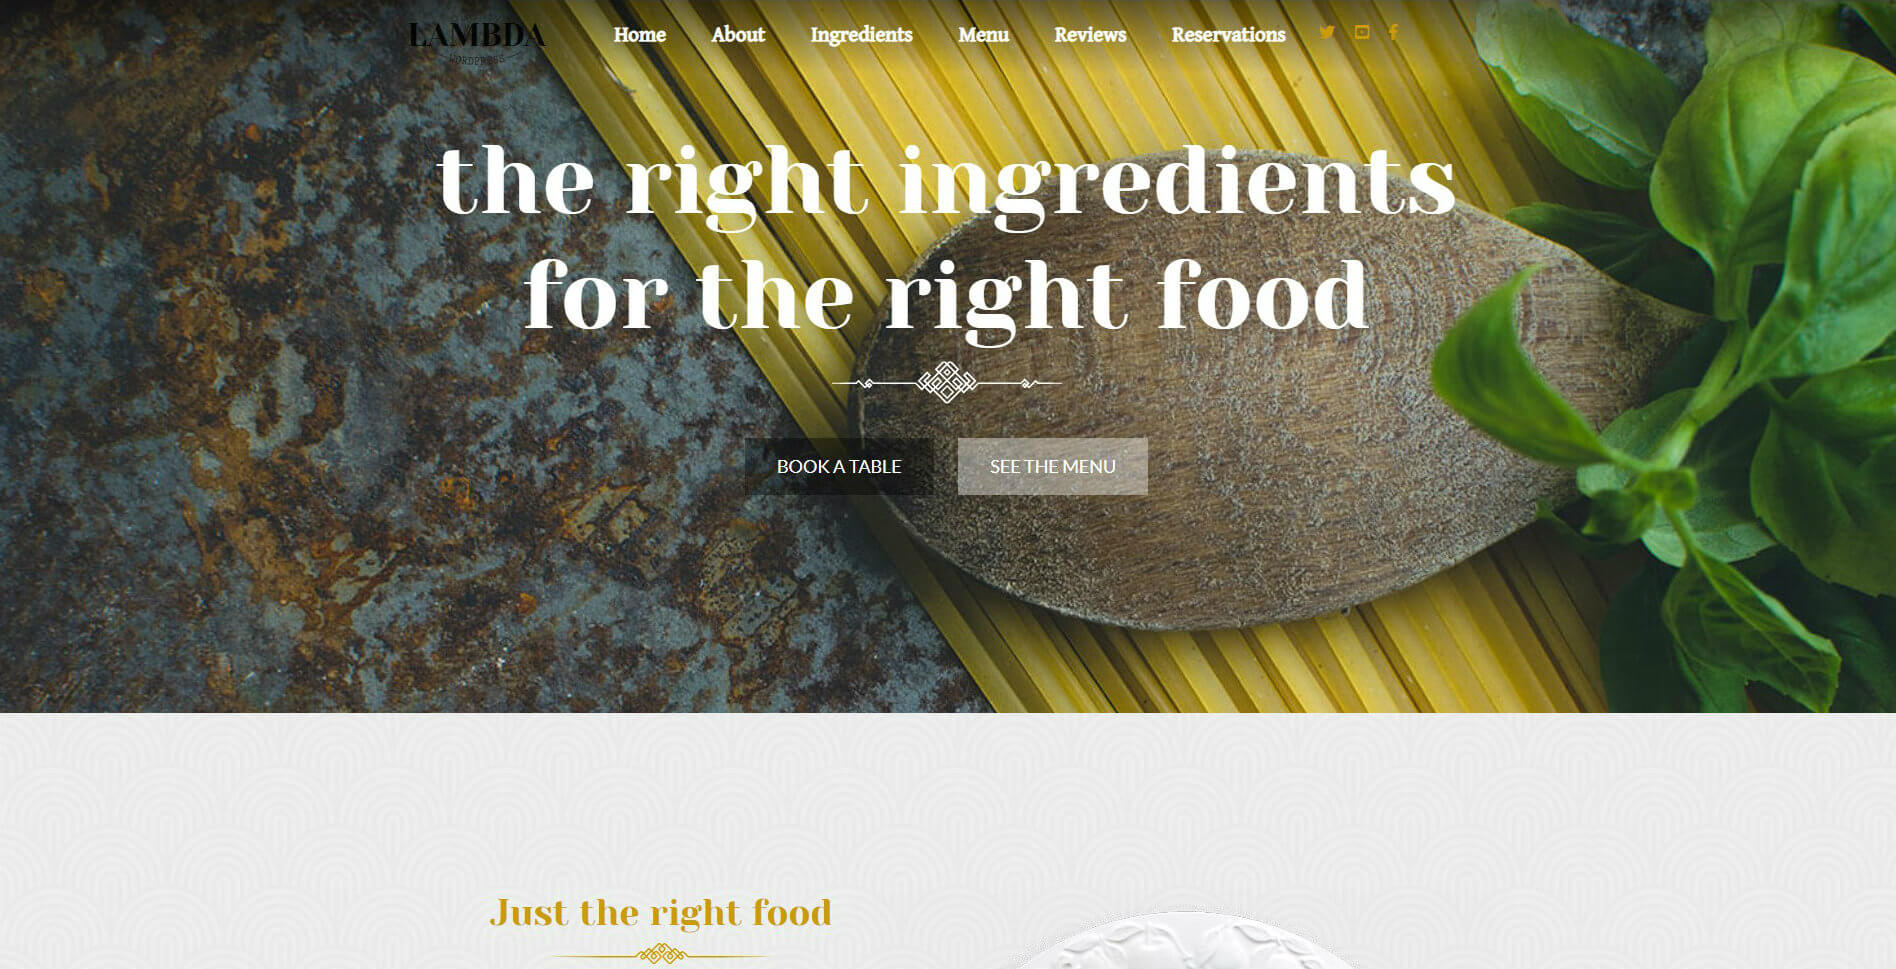 LAMBDA
WORDPRESS
Home About Ingredients Menu Reviews Reservations
the right ingredients
for the right food
BOOK A TABLE SEE THE MENU
Just the right food